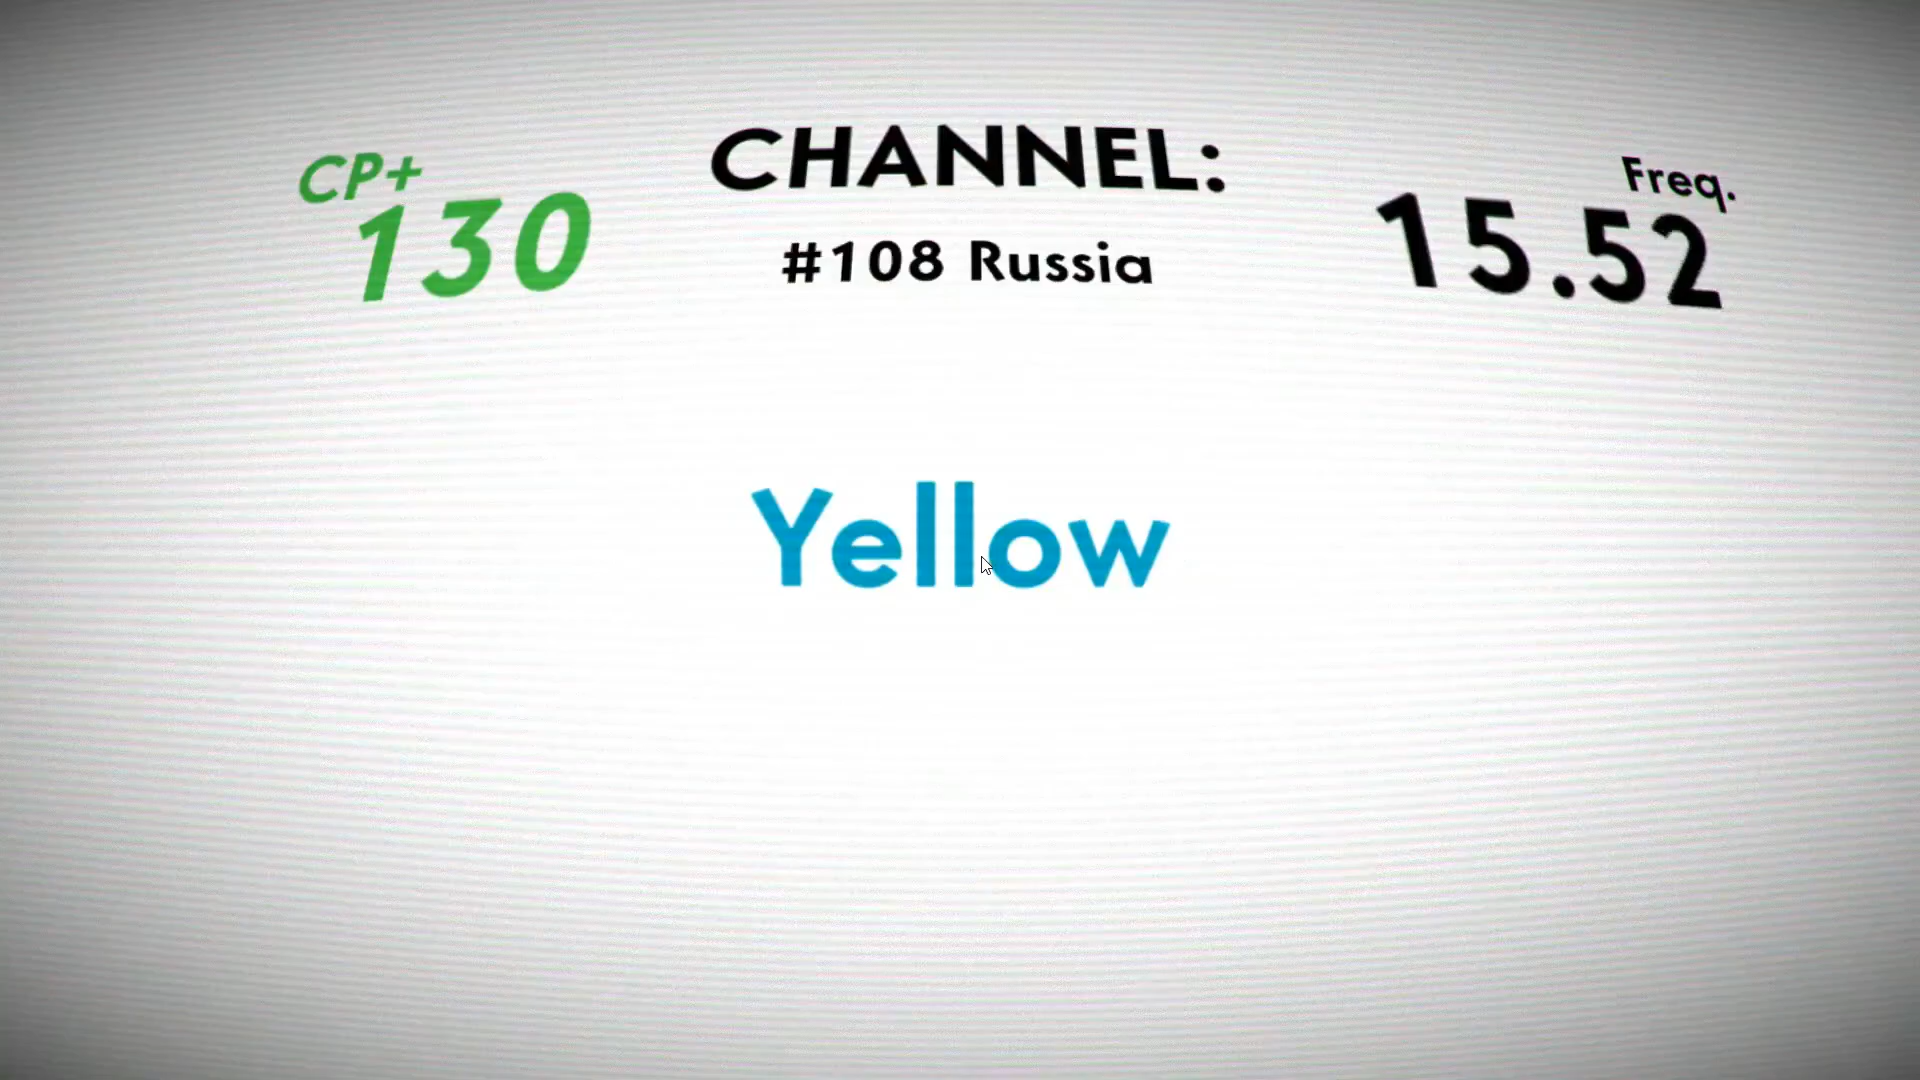 CP+
130
CHANNEL:
#108 Russia
Freq.
15.52
Yellow